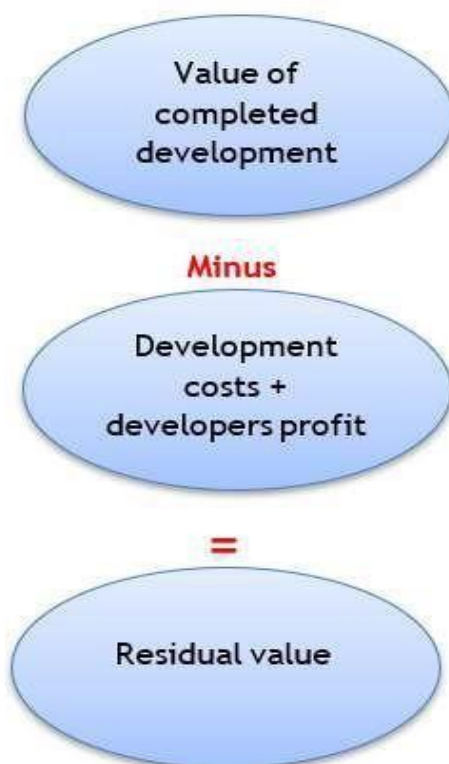 Value of
completed
development
Minus
Development
costs +
developers profit
=
Residual value